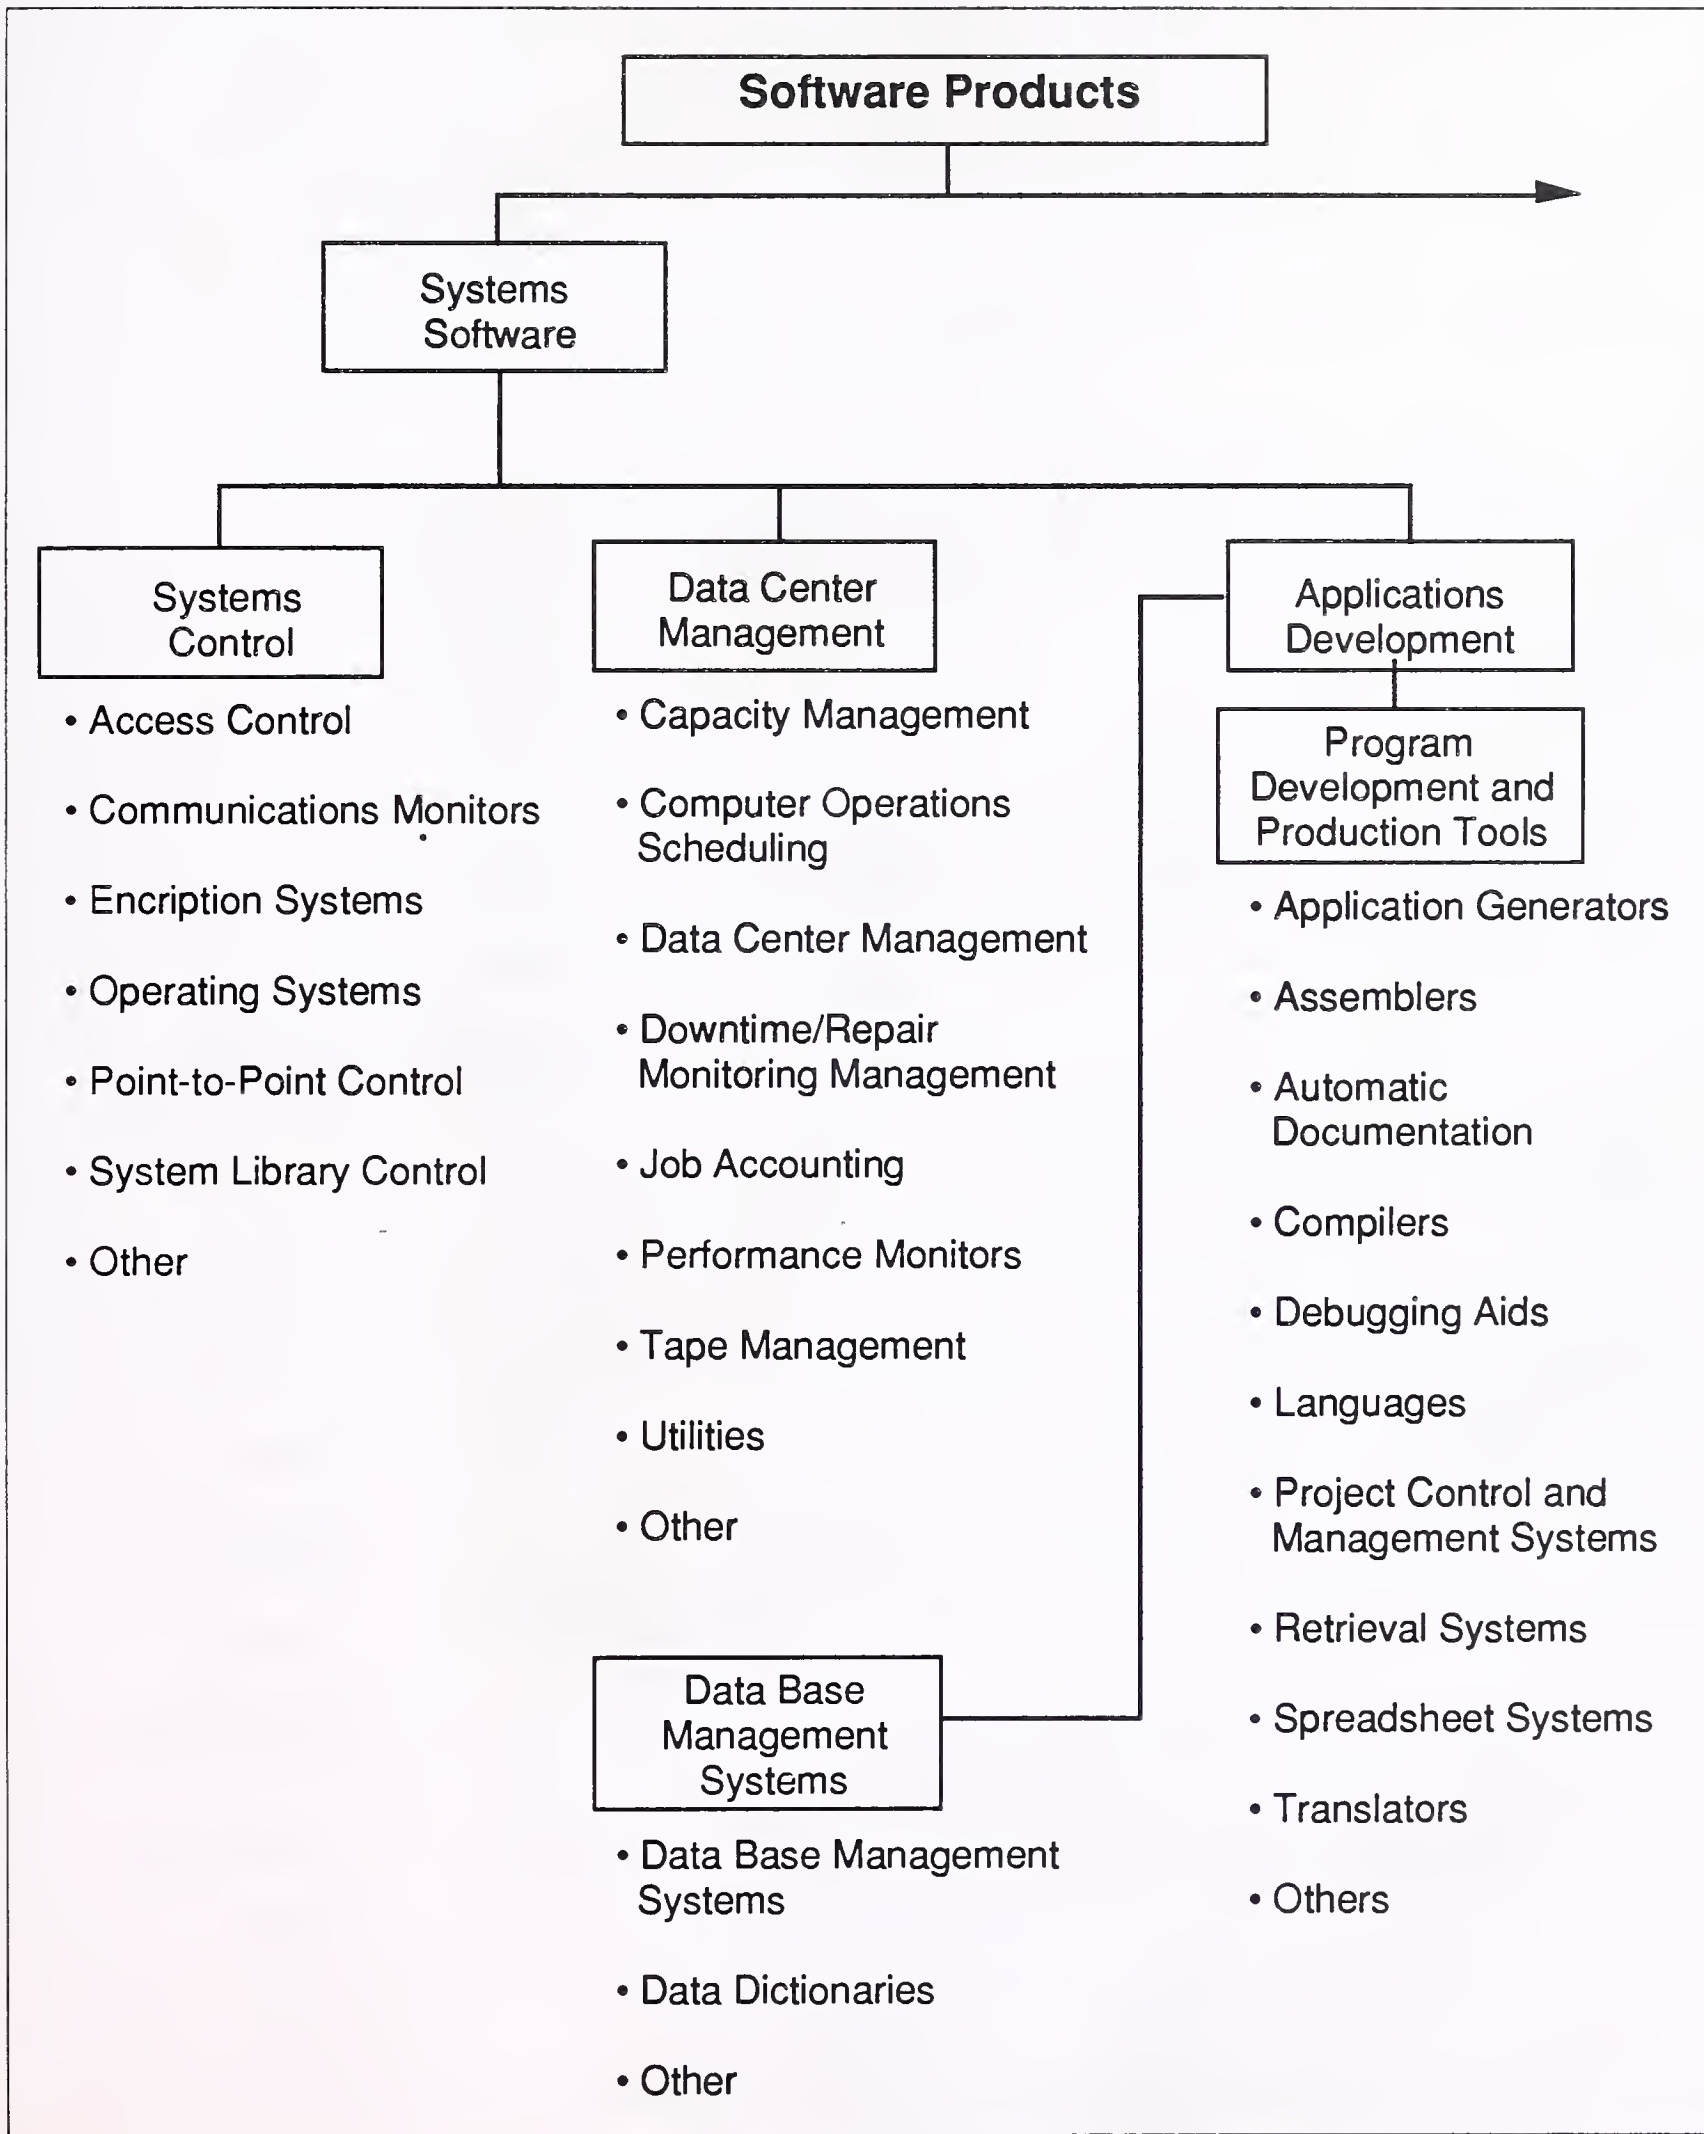 Software Products
Systems
Software
Systems
Control
• Access Control
• Communications Monitors
• Encription Systems
• Operating Systems
• Point-to-Point Control
• System Library Control
• Other
Data Center
Management
• Capacity Management
• Computer Operations
Scheduling
• Data Center Management
• Downtime/Repair
Monitoring Management
• Job Accounting
• Performance Monitors
• Tape Management
• Utilities
• Other
Data Base
Management
Systems
• Data Base Management
Systems
• Data Dictionaries
• Other
Applications
Development
Program
Development and
Production Tools
• Application Generators
• Assemblers
• Automatic
Documentation
• Compilers
• Debugging Aids
• Languages
• Project Control and
Management Systems
• Retrieval Systems
• Spreadsheet Systems
• Translators
• Others